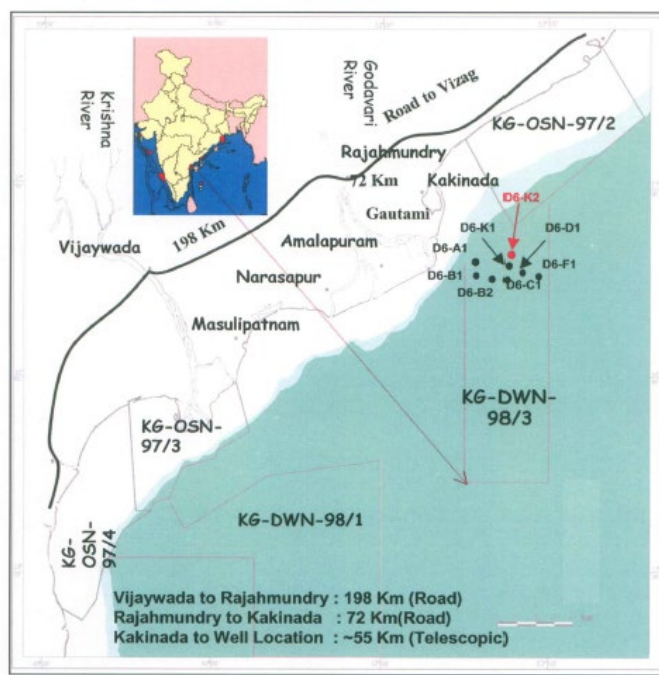 Krishna
River
Godavari
River
Road to Vizag
KG-OSN-97/2
Rajahmundry
72 Km
Kakinada
D6-K2
Gautami
D6-K1
D6-D1
Vijaywada
198 Km
Amalapuram
D6-A1
D6-F1
D6-B1
Narasapur
D6-B2
D6-C1
Masulipatnam
KG-DWN-
98/3
KG-OSN-
97/3
KG-DWN-98/1
KG-
OSN-
97/4
Vijaywada to Rajahmundry : 198 Km (Road)
Rajahmundry to Kakinada : 72 Km(Road)
Kakinada to Well Location : ~55 Km (Telescopic)